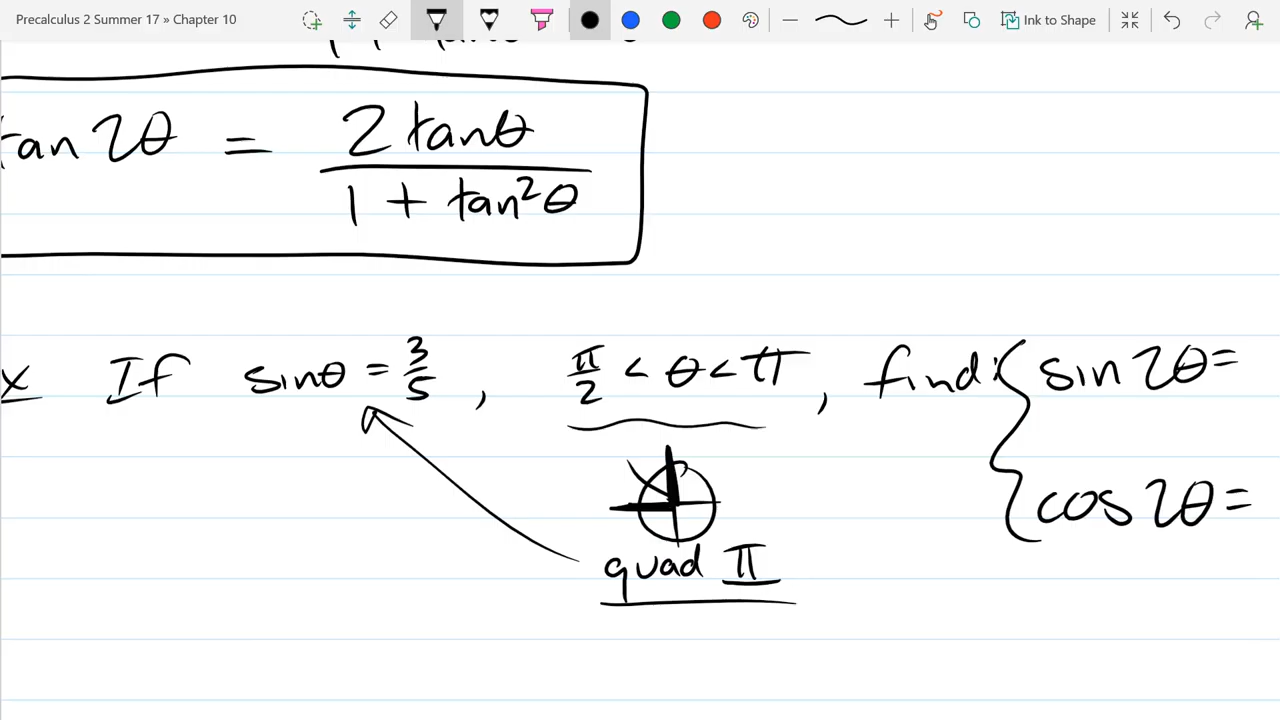 Precalculus 2 Summer 17 » Chapter 10
Ink to Shape
tan 2θ = 2 tanθ / 1 + tan²θ
x If sinθ = 3/5 , π/2 < θ < π , find: { sin 2θ =
cos 2θ =
quad II